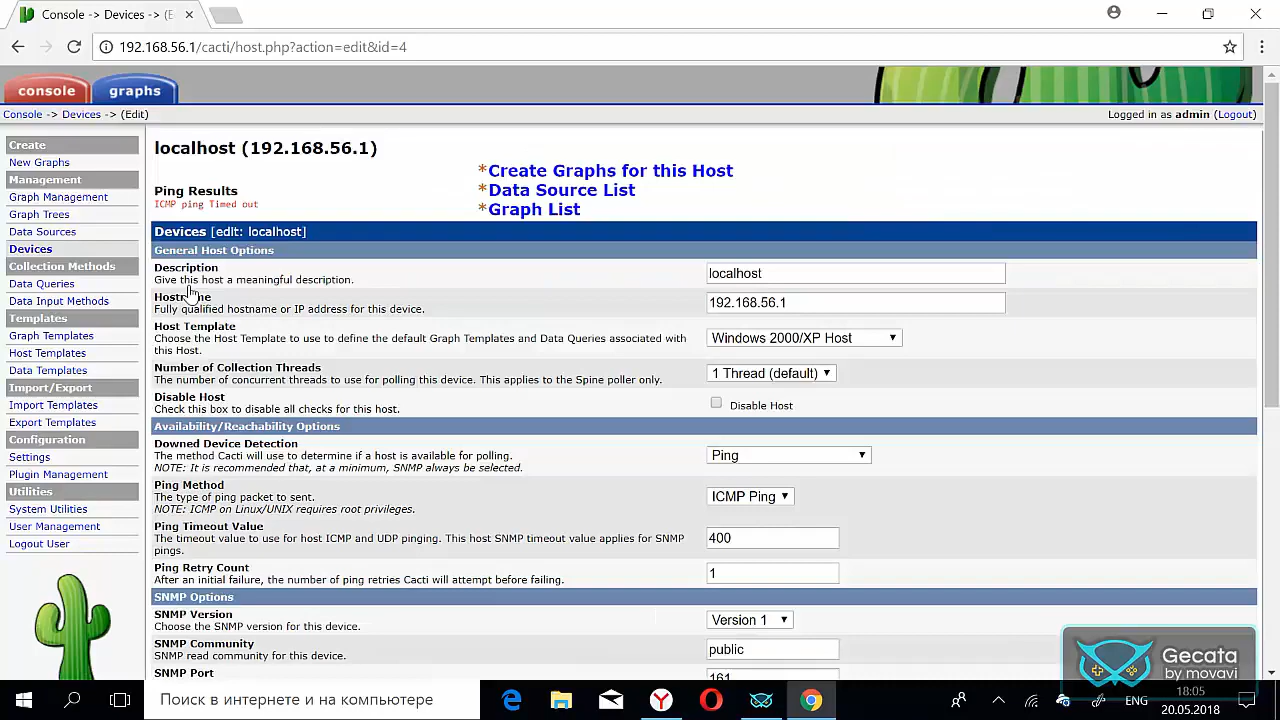 Console -> Devices -> (E
192.168.56.1/cacti/host.php?action=edit&id=4
console
graphs
Console -> Devices -> (Edit)
Logged in as admin (Logout)
Create
New Graphs
Management
Graph Management
Graph Trees
Data Sources
Devices
Collection Methods
Data Queries
Data Input Methods
Templates
Graph Templates
Host Templates
Data Templates
Import/Export
Import Templates
Export Templates
Configuration
Settings
Plugin Management
Utilities
System Utilities
User Management
Logout User
localhost (192.168.56.1)
Ping Results
ICMP ping Timed out
*Create Graphs for this Host
*Data Source List
*Graph List
Devices [edit: localhost]
General Host Options
Description
Give this host a meaningful description.
localhost
Fully qualified hostname or IP address for this device.
192.168.56.1
Host Template
Choose the Host Template to use to define the default Graph Templates and Data Queries associated with
this Host.
Windows 2000/XP Host
Number of Collection Threads
The number of concurrent threads to use for polling this device. This applies to the Spine poller only.
1 Thread (default)
Disable Host
Check this box to disable all checks for this host.
Disable Host
Availability/Reachability Options
Downed Device Detection
The method Cacti will use to determine if a host is available for polling.
NOTE: It is recommended that, at a minimum, SNMP always be selected.
Ping
Ping Method
The type of ping packet to sent.
NOTE: ICMP on Linux/UNIX requires root privileges.
ICMP Ping
Ping Timeout Value
The timeout value to use for host ICMP and UDP pinging. This host SNMP timeout value applies for SNMP
pings.
400
Ping Retry Count
After an initial failure, the number of ping retries Cacti will attempt before failing.
1
SNMP Options
SNMP Version
Choose the SNMP version for this device.
Version 1
SNMP Community
SNMP read community for this device.
public
SNMP Port
161
Gecata
by movavi
Поиск в интернете и на компьютере
ENG
18:05
20.05.2018